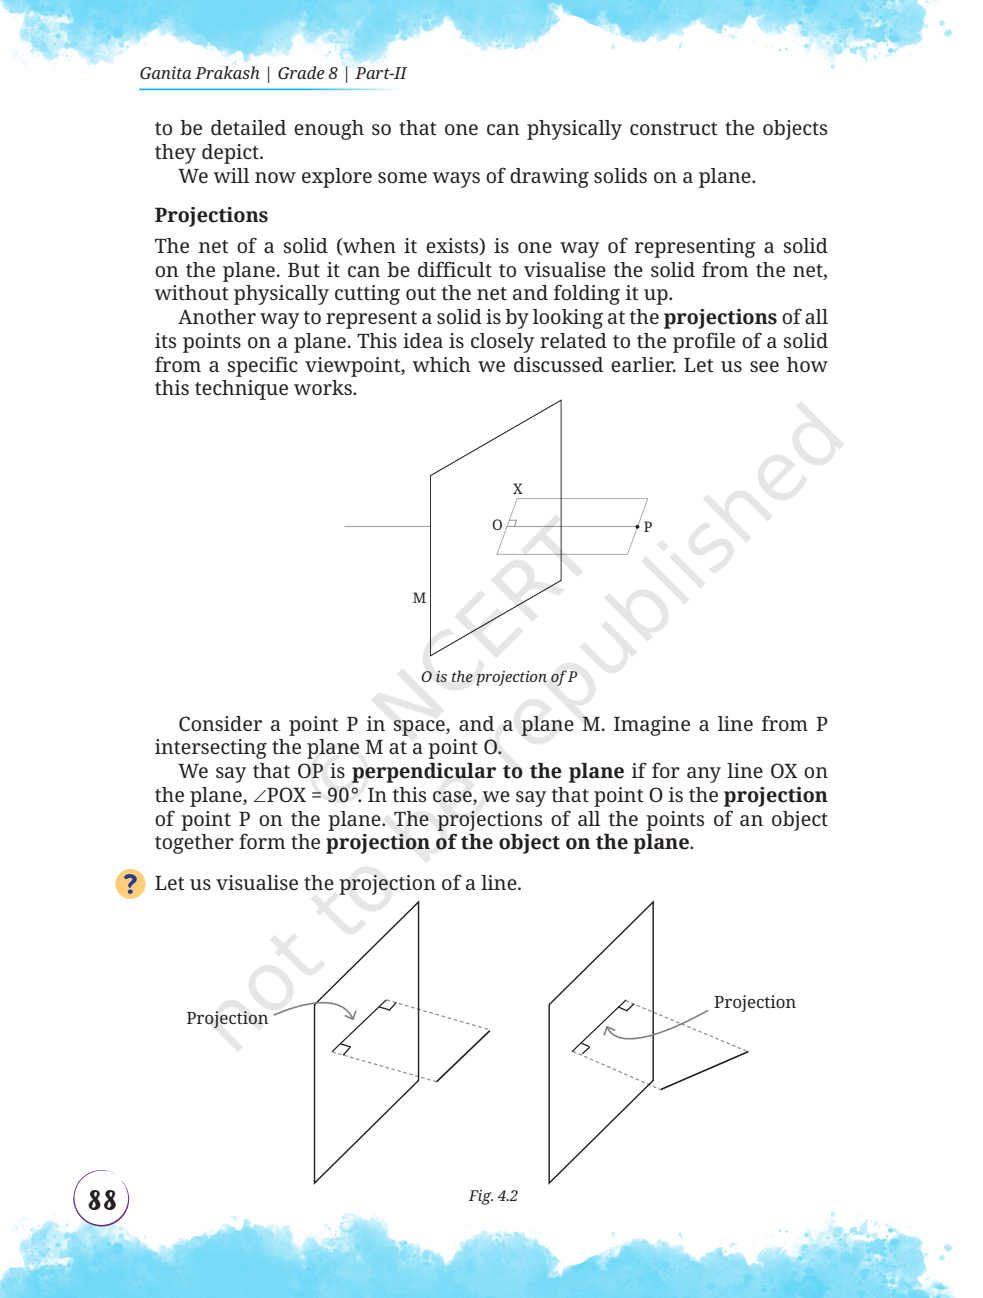 Ganita Prakash | Grade 8 | Part-II
to be detailed enough so that one can physically construct the objects
they depict.
We will now explore some ways of drawing solids on a plane.
Projections
The net of a solid (when it exists) is one way of representing a solid
on the plane. But it can be difficult to visualise the solid from the net,
without physically cutting out the net and folding it up.
Another way to represent a solid is by looking at the projections of all
its points on a plane. This idea is closely related to the profile of a solid
from a specific viewpoint, which we discussed earlier. Let us see how
this technique works.
X
O
P
M
O is the projection of P
Consider a point P in space, and a plane M. Imagine a line from P
intersecting the plane M at a point O.
We say that OP is perpendicular to the plane if for any line OX on
the plane, ∠POX = 90°. In this case, we say that point O is the projection
of point P on the plane. The projections of all the points of an object
together form the projection of the object on the plane.
? Let us visualise the projection of a line.
Projection
Projection
Fig. 4.2
88
© NCERT
not to be republished